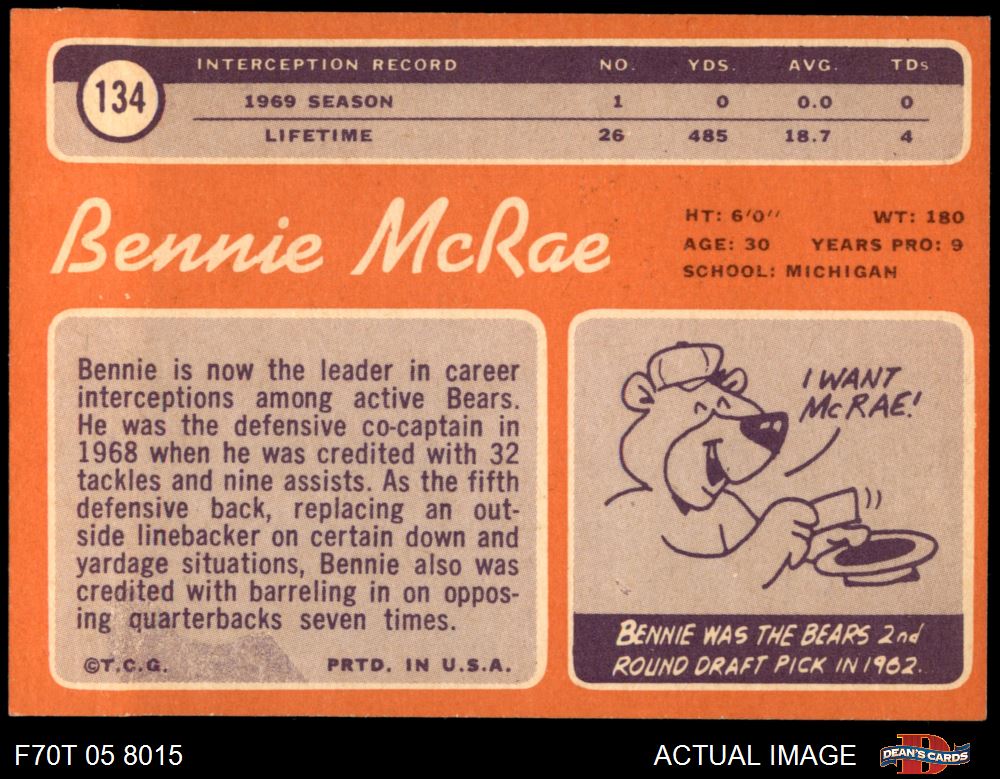 134
INTERCEPTION RECORD NO. YDS. AVG. TDs
1969 SEASON 1 0 0.0 0
LIFETIME 26 485 18.7 4
Bennie McRae
HT: 6'0'' WT: 180
AGE: 30 YEARS PRO: 9
SCHOOL: MICHIGAN
Bennie is now the leader in career
interceptions among active Bears.
He was the defensive co-captain in
1968 when he was credited with 32
tackles and nine assists. As the fifth
defensive back, replacing an out-
side linebacker on certain down and
yardage situations, Bennie also was
credited with barreling in on oppos-
ing quarterbacks seven times.
©T.C.G. PRTD. IN U.S.A.
I WANT
McRAE!
BENNIE WAS THE BEARS 2nd
ROUND DRAFT PICK IN 1962.
F70T 05 8015
ACTUAL IMAGE
DEAN'S CARDS